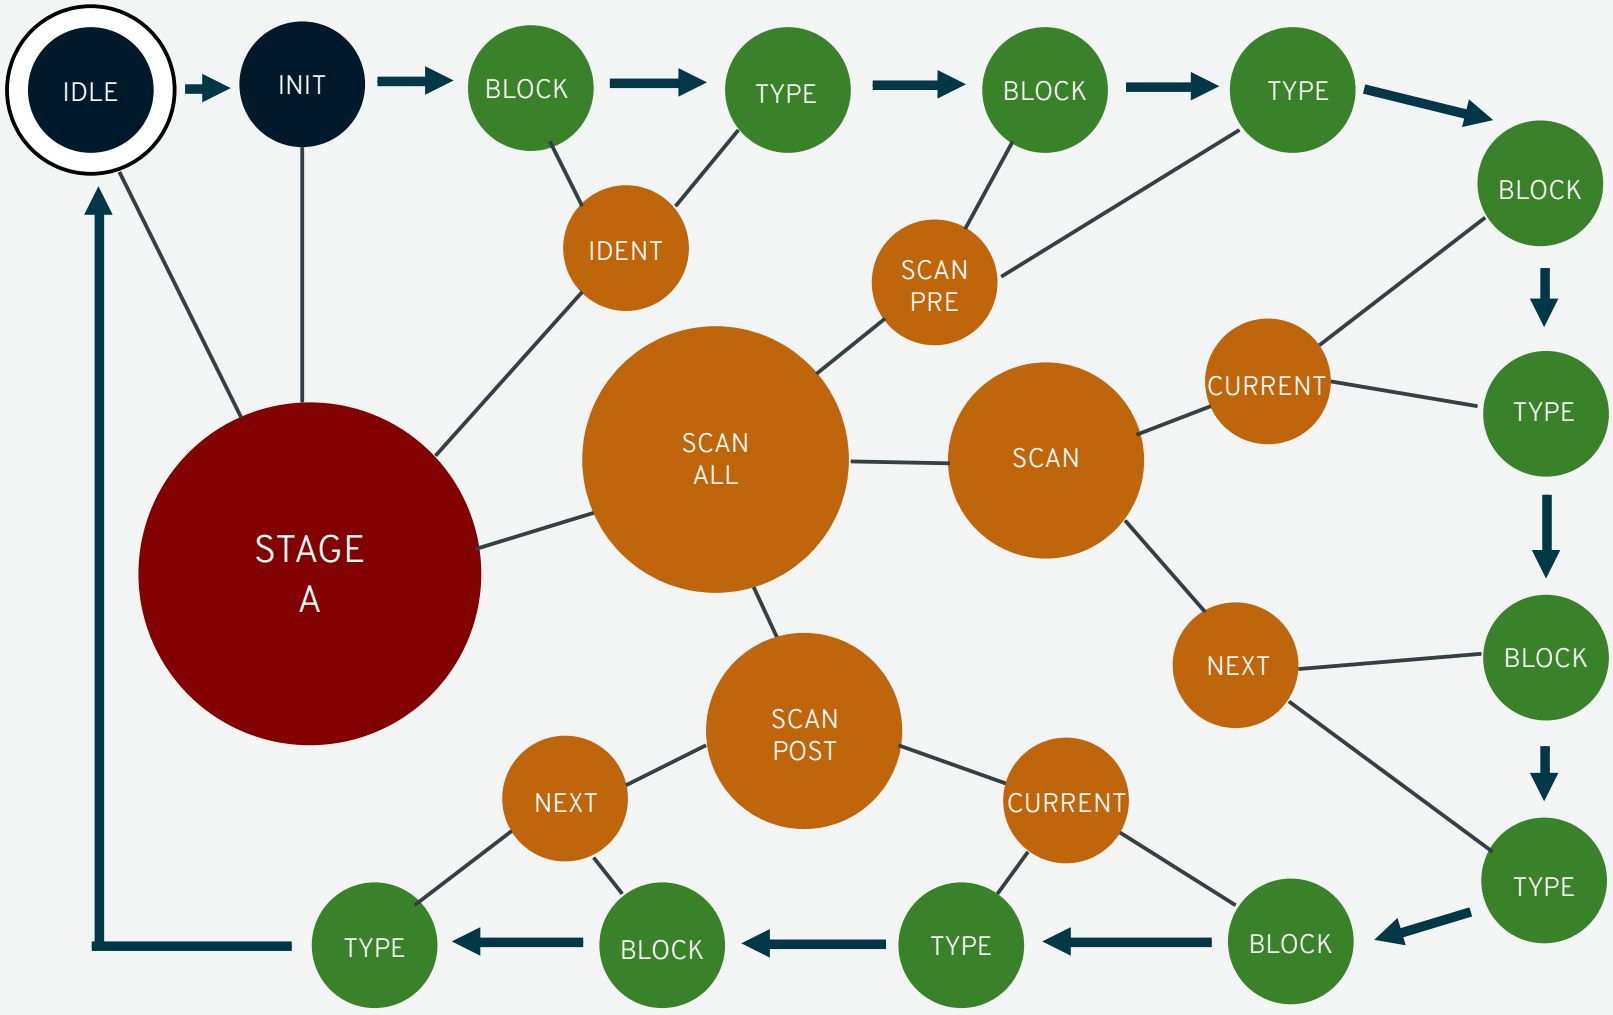 IDLE
INIT
BLOCK
TYPE
BLOCK
TYPE
BLOCK
IDENT
SCAN
PRE
CURRENT
TYPE
SCAN
ALL
SCAN
STAGE
A
NEXT
BLOCK
SCAN
POST
NEXT
CURRENT
TYPE
TYPE
BLOCK
TYPE
BLOCK